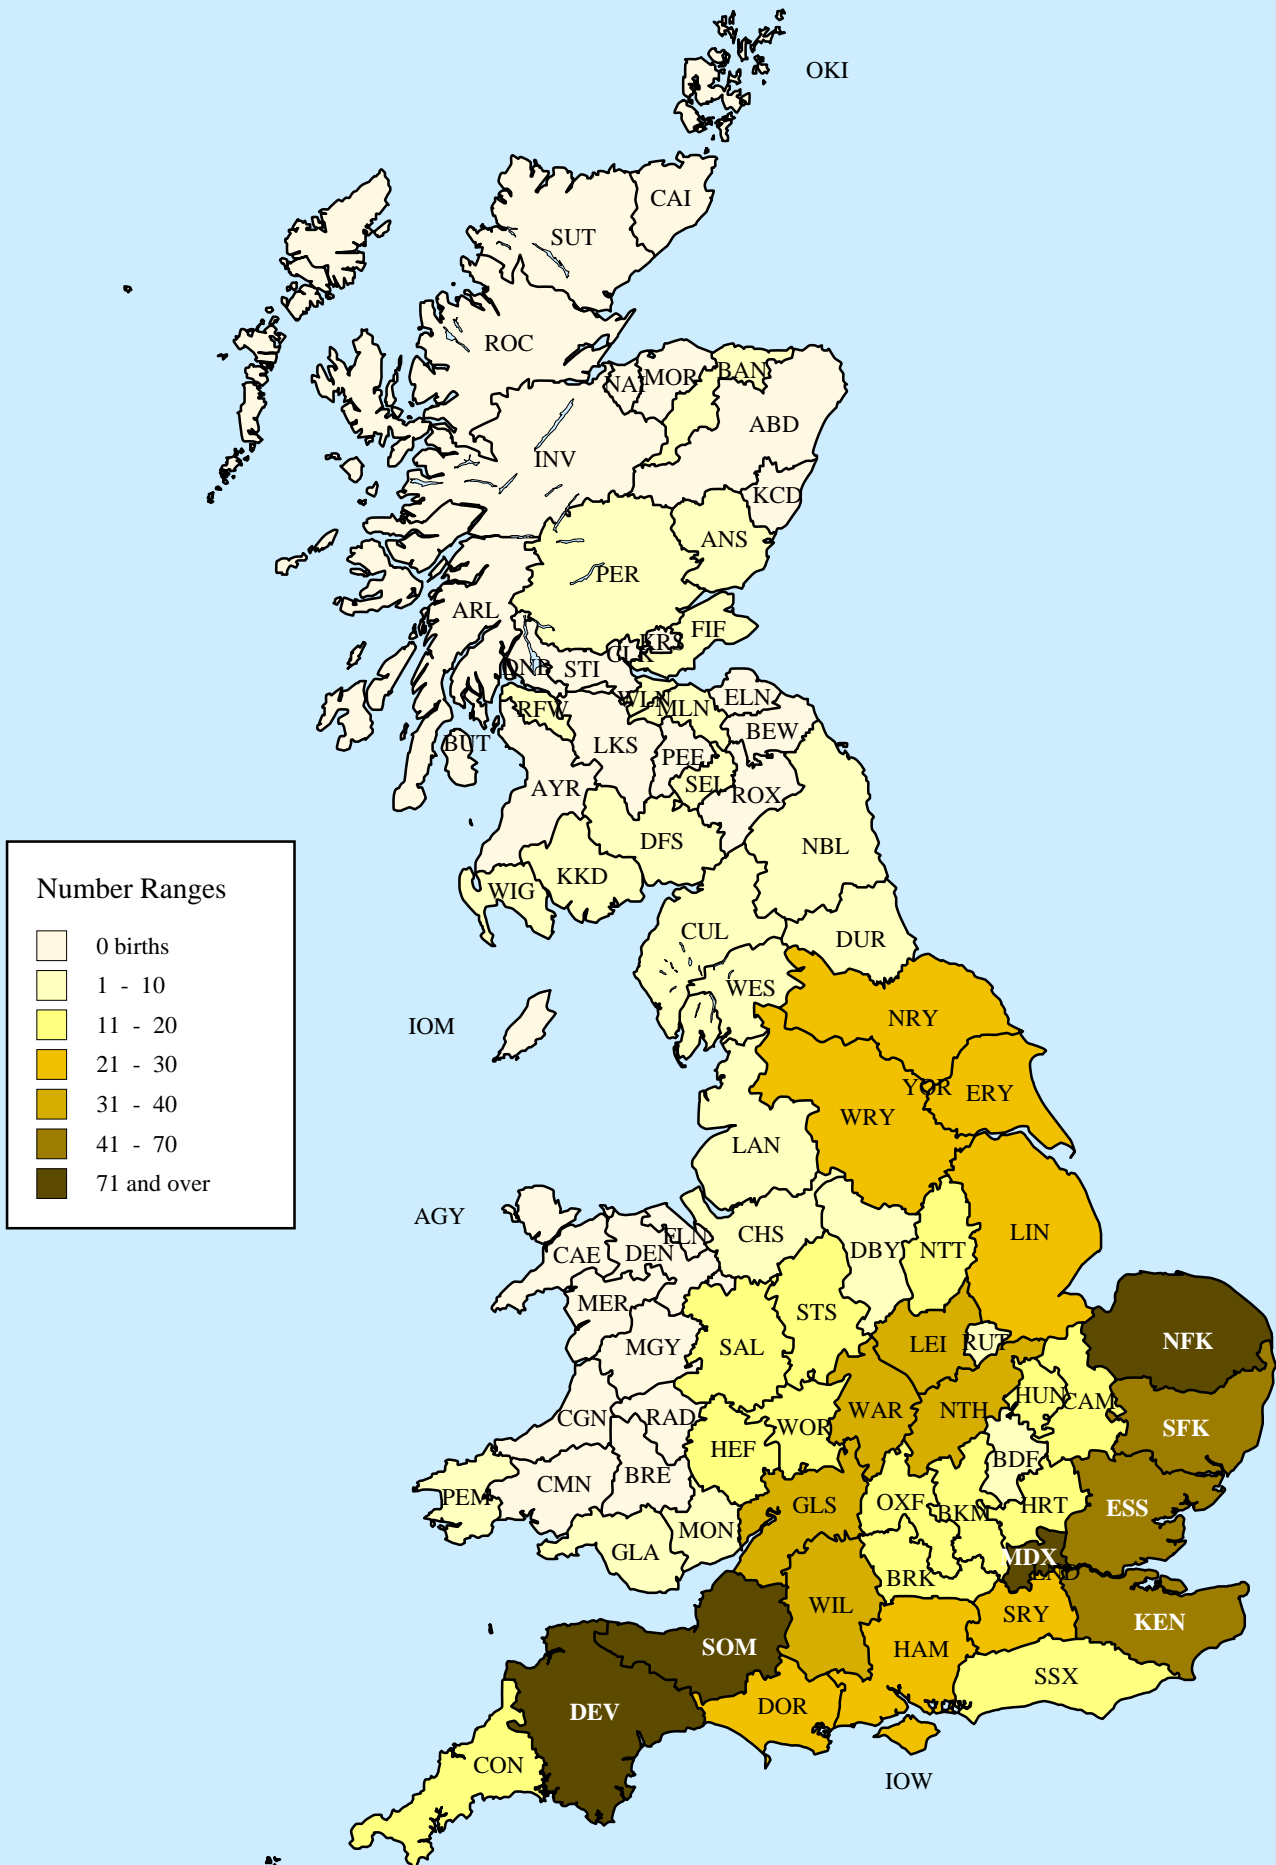 OKI
CAI
SUT
ROC
NAI
MOR
BAN
ABD
INV
KCD
ANS
PER
ARL
FIF
KRS
CLK
DNB
STI
WLN
RFW
MLN
ELN
BEW
BUT
LKS
PEE
SEL
ROX
AYR
DFS
NBL
KKD
WIG
CUL
DUR
WES
Number Ranges
0 births
1 - 10
11 - 20
21 - 30
31 - 40
41 - 70
71 and over
IOM
NRY
YOR
ERY
WRY
LAN
AGY
CAE
DEN
FLN
CHS
DBY
NTT
LIN
MER
STS
MGY
SAL
LEI
RUT
NFK
CGN
RAD
WOR
WAR
NTH
HUN
CAM
HEF
SFK
BDF
PEM
CMN
BRE
GLS
OXF
BKM
HRT
ESS
MON
GLA
MDX
LND
BRK
WIL
SRY
KEN
SOM
HAM
SSX
DEV
DOR
CON
IOW